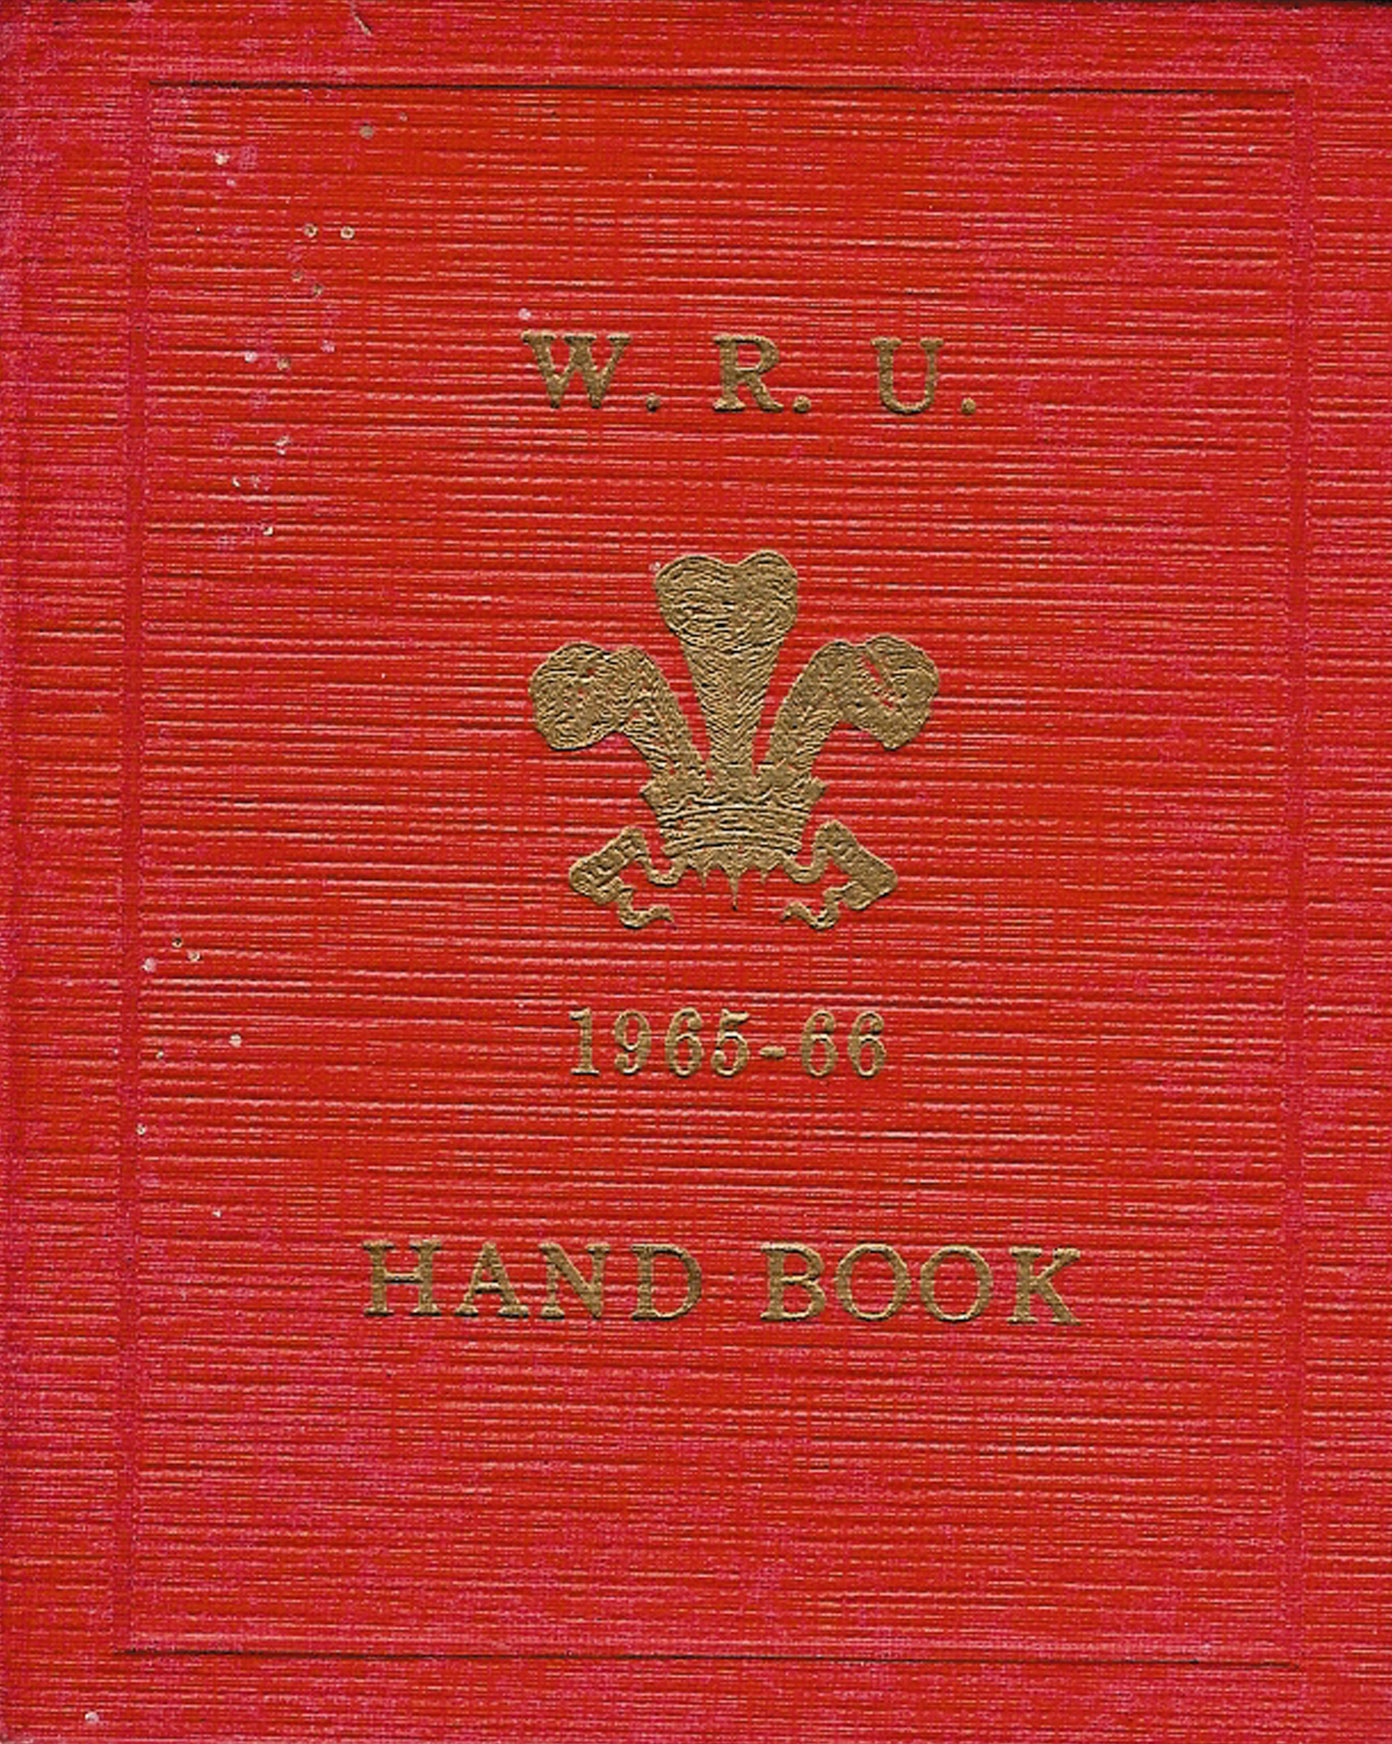 W. R. U.
1965-66
HAND BOOK